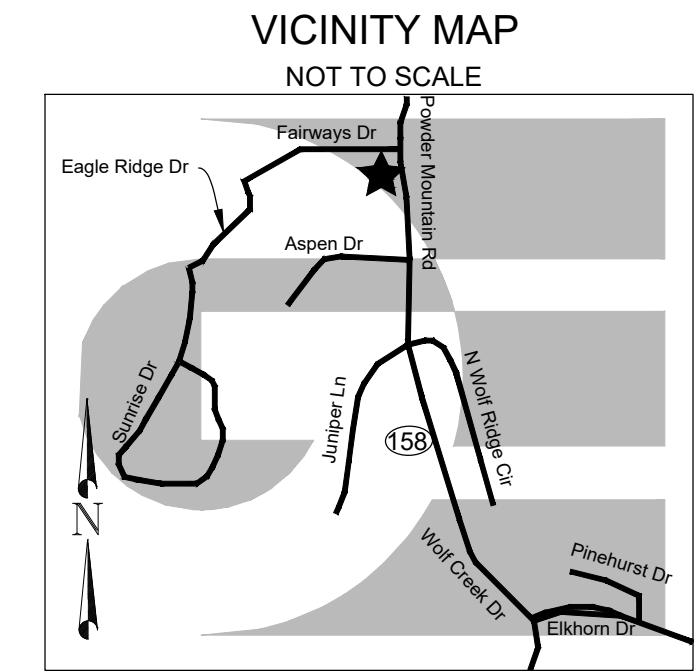 VICINITY MAP
NOT TO SCALE
Powder Mountain Rd
Fairways Dr
Eagle Ridge Dr
Aspen Dr
Sunrise Dr
Juniper Ln
N Wolf Ridge Cir
158
N
Wolf Creek Dr
Pinehurst Dr
Elkhorn Dr